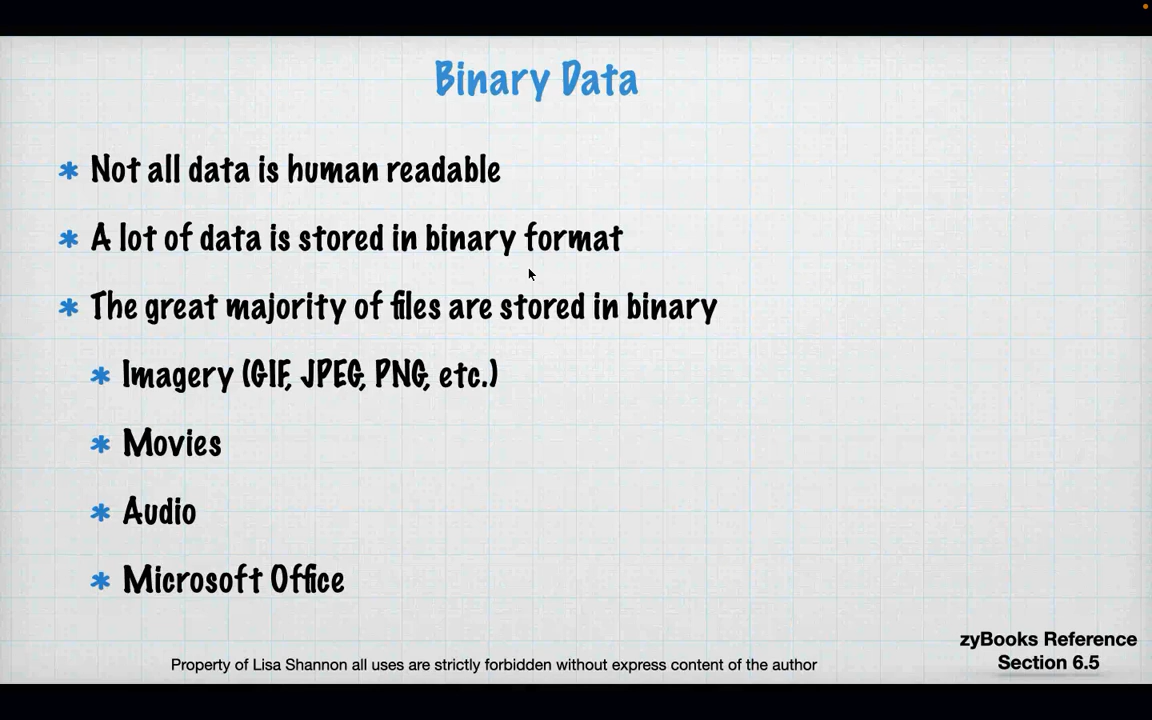 Binary Data
* Not all data is human readable
* A lot of data is stored in binary format
* The great majority of files are stored in binary
* Imagery (GIF, JPEG, PNG, etc.)
* Movies
* Audio
* Microsoft Office
zyBooks Reference
Section 6.5
Property of Lisa Shannon all uses are strictly forbidden without express content of the author